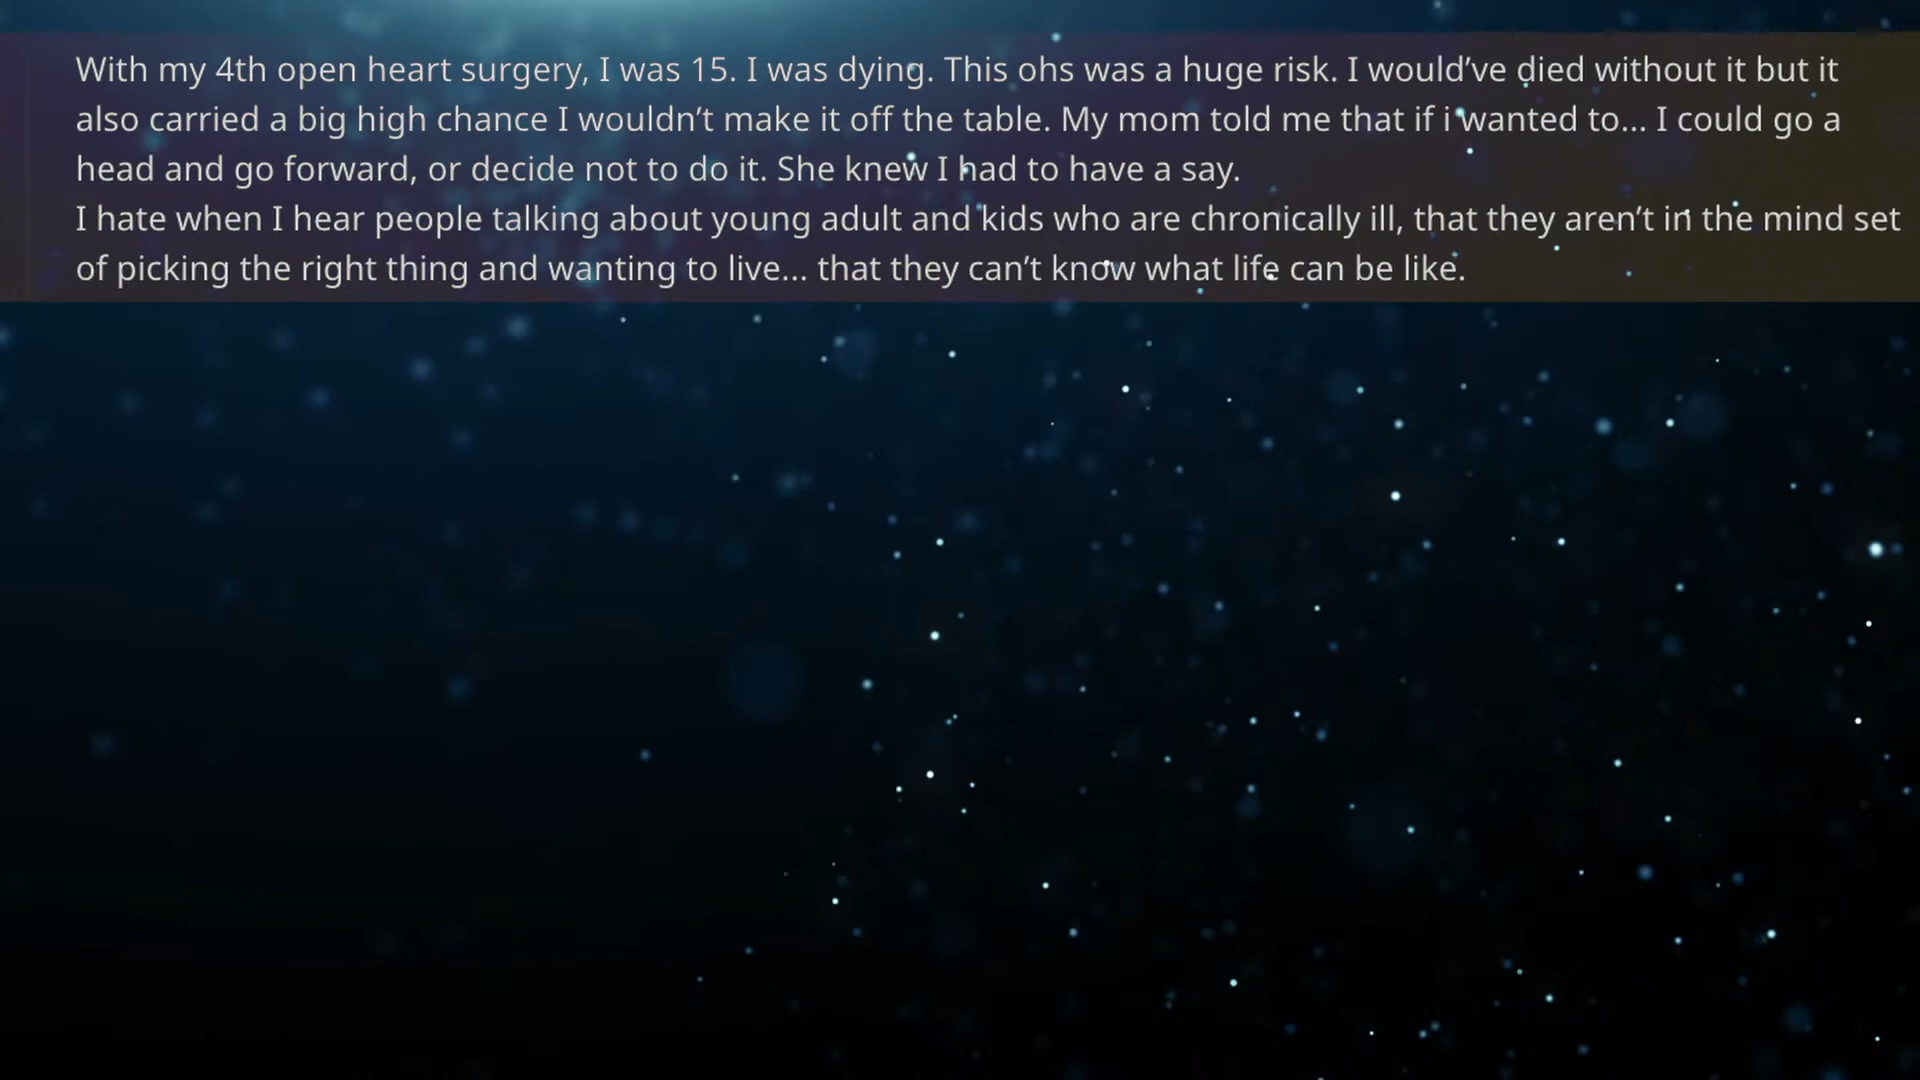 With my 4th open heart surgery, I was 15. I was dying. This ohs was a huge risk. I would’ve died without it but it
also carried a big high chance I wouldn’t make it off the table. My mom told me that if i wanted to... I could go a
head and go forward, or decide not to do it. She knew I had to have a say.
I hate when I hear people talking about young adult and kids who are chronically ill, that they aren’t in the mind set
of picking the right thing and wanting to live... that they can’t know what life can be like.